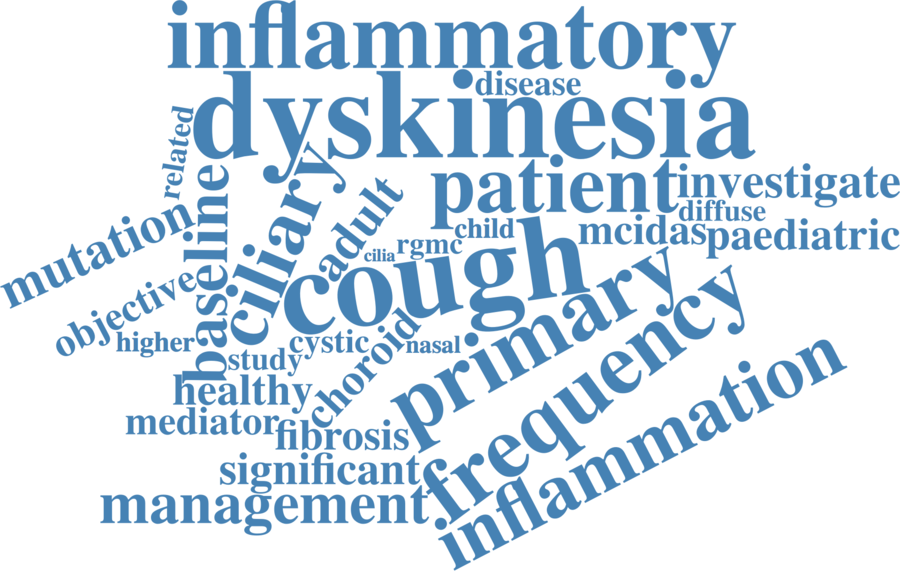 inflammatory
disease
dyskinesia
related
patient
investigate
diffuse
baseline
ciliary
adult
child
mcidas
paediatric
mutation
cilia
rgmc
cough
objective
higher
study
cystic
nasal
primary
choroid
frequency
healthy
mediator
fibrosis
significant
inflammation
management